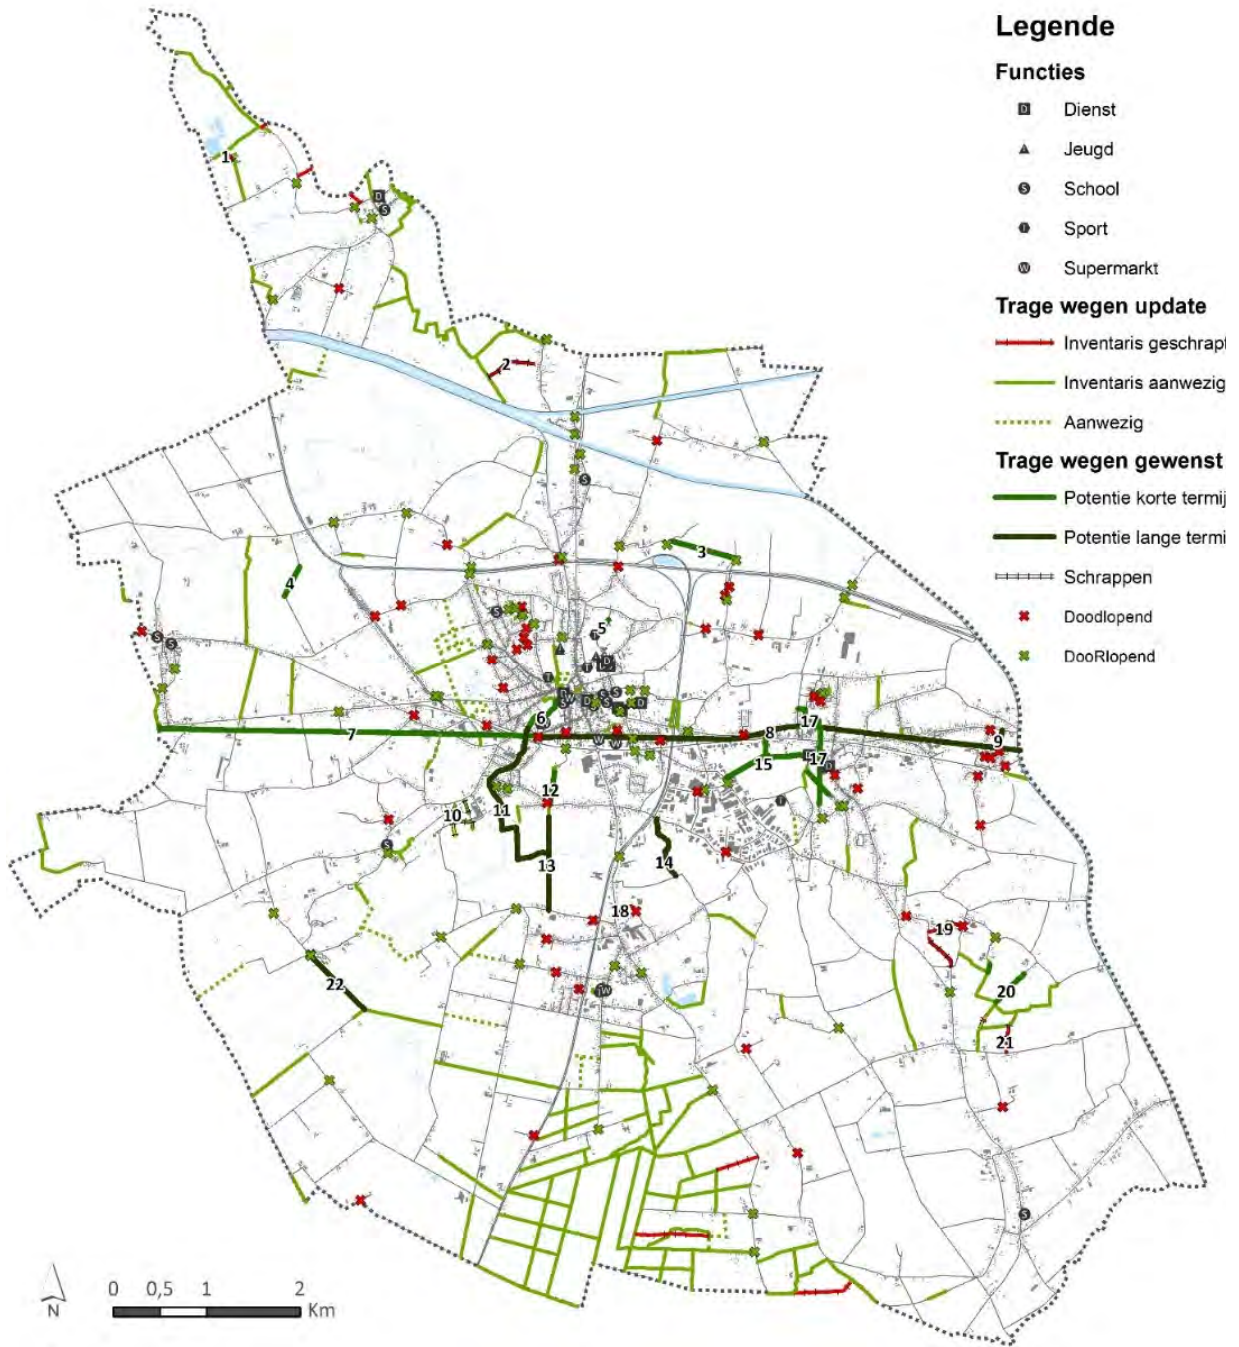 Legende
Functies
D Dienst
Jeugd
S School
T Sport
W Supermarkt
Trage wegen update
Inventaris geschrapt
Inventaris aanwezig
Aanwezig
Trage wegen gewenst
Potentie korte termij
Potentie lange termi
Schrappen
Doodlopend
DooRlopend
1
D
S
2
S
3
4
5
S
S
S
T
D
T
T
S
S
D
S
D
6
7
W
W
8
17
9
15
17
D
12
10
11
T
S
13
14
18
19
22
W
20
21
S
N
0 0,5 1 2
Km